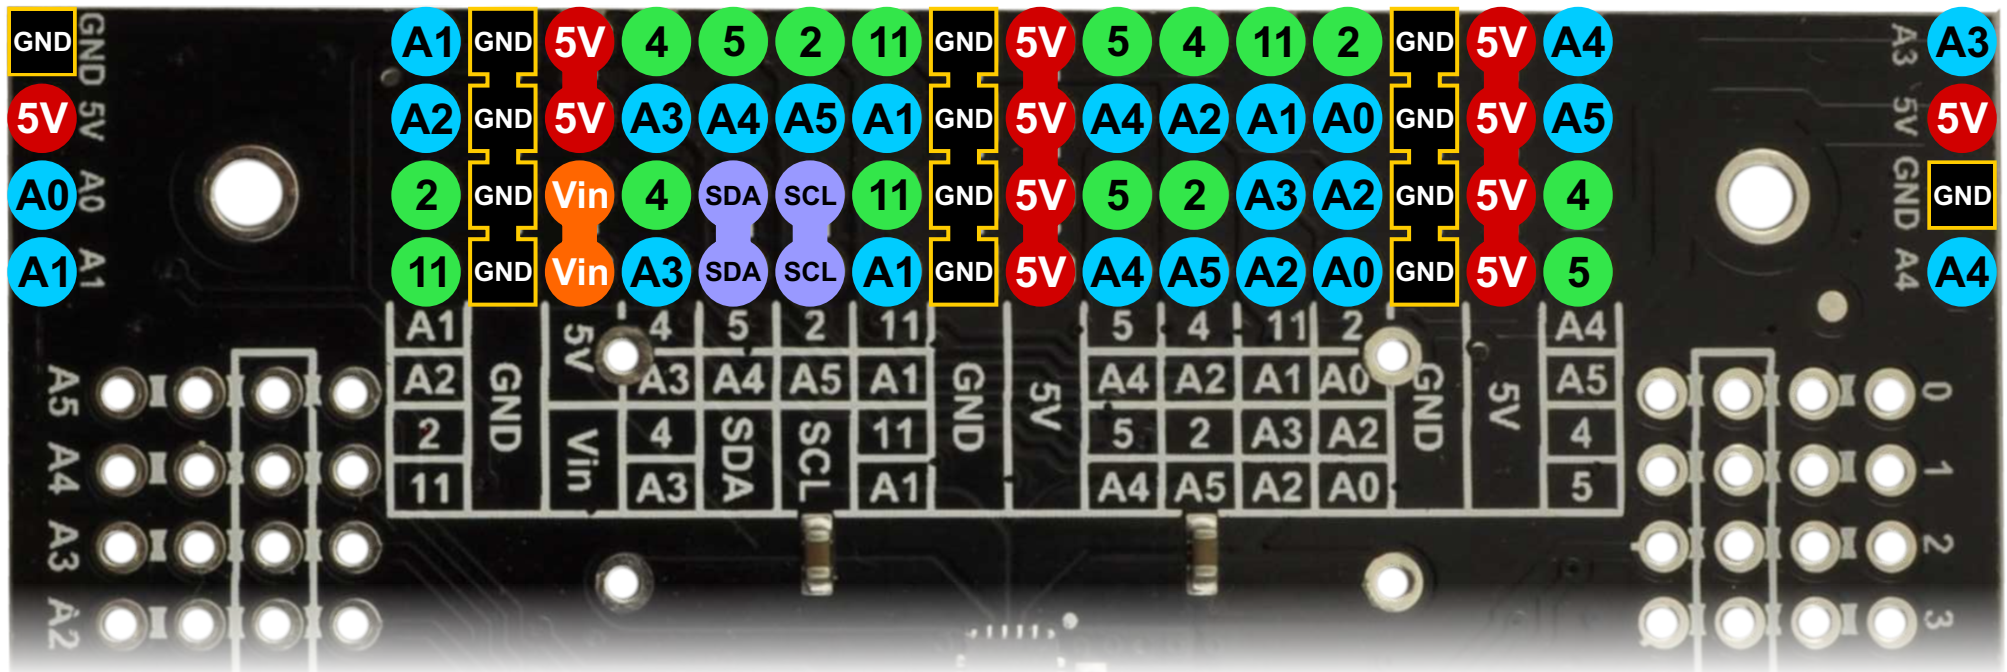 GND GND A1 GND 5V 4 5 2 11 GND 5V 5 4 11 2 GND 5V A4 A3 A3
5V 5V A2 GND 5V A3 A4 A5 A1 GND 5V A4 A2 A1 A0 GND 5V A5 5V 5V
A0 A0 2 GND Vin 4 SDA SCL 11 GND 5V 5 2 A3 A2 GND 5V 4 GND GND
A1 A1 11 GND Vin A3 SDA SCL A1 GND 5V A4 A5 A2 A0 GND 5V 5 A4 A4
A1 5V 4 5 2 11 5 4 11 2 A4
A5 A2 GND A3 A4 A5 A1 GND 5V A4 A2 A1 A0 GND 5V A5 0
2 Vin 4 SDA SCL 11 5 2 A3 A2 4
A4 11 A3 A1 A4 A5 A2 A0 5 1
A3 2
A2 3